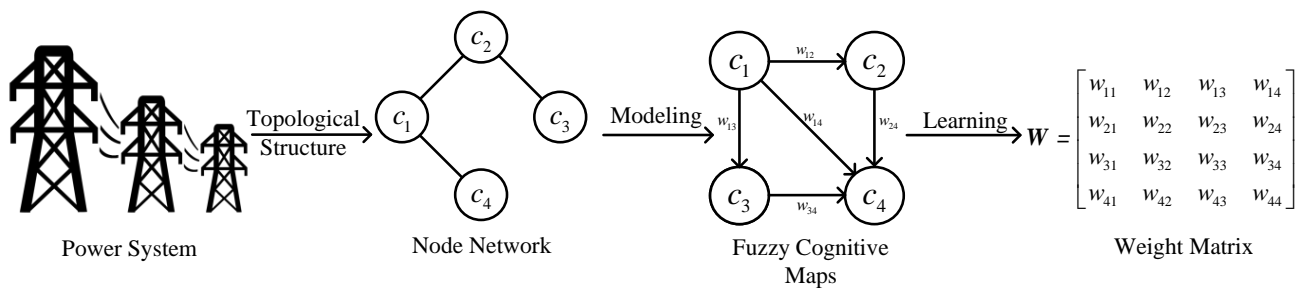 Topological
Structure
c₂
c₁
c₃
c₄
Modeling
c₁
w₁₂
c₂
w₁₃
w₁₄
w₂₄
c₃
w₃₄
c₄
Learning
W =
w₁₁ w₁₂ w₁₃ w₁₄
w₂₁ w₂₂ w₂₃ w₂₄
w₃₁ w₃₂ w₃₃ w₃₄
w₄₁ w₄₂ w₄₃ w₄₄
Power System
Node Network
Fuzzy Cognitive
Maps
Weight Matrix